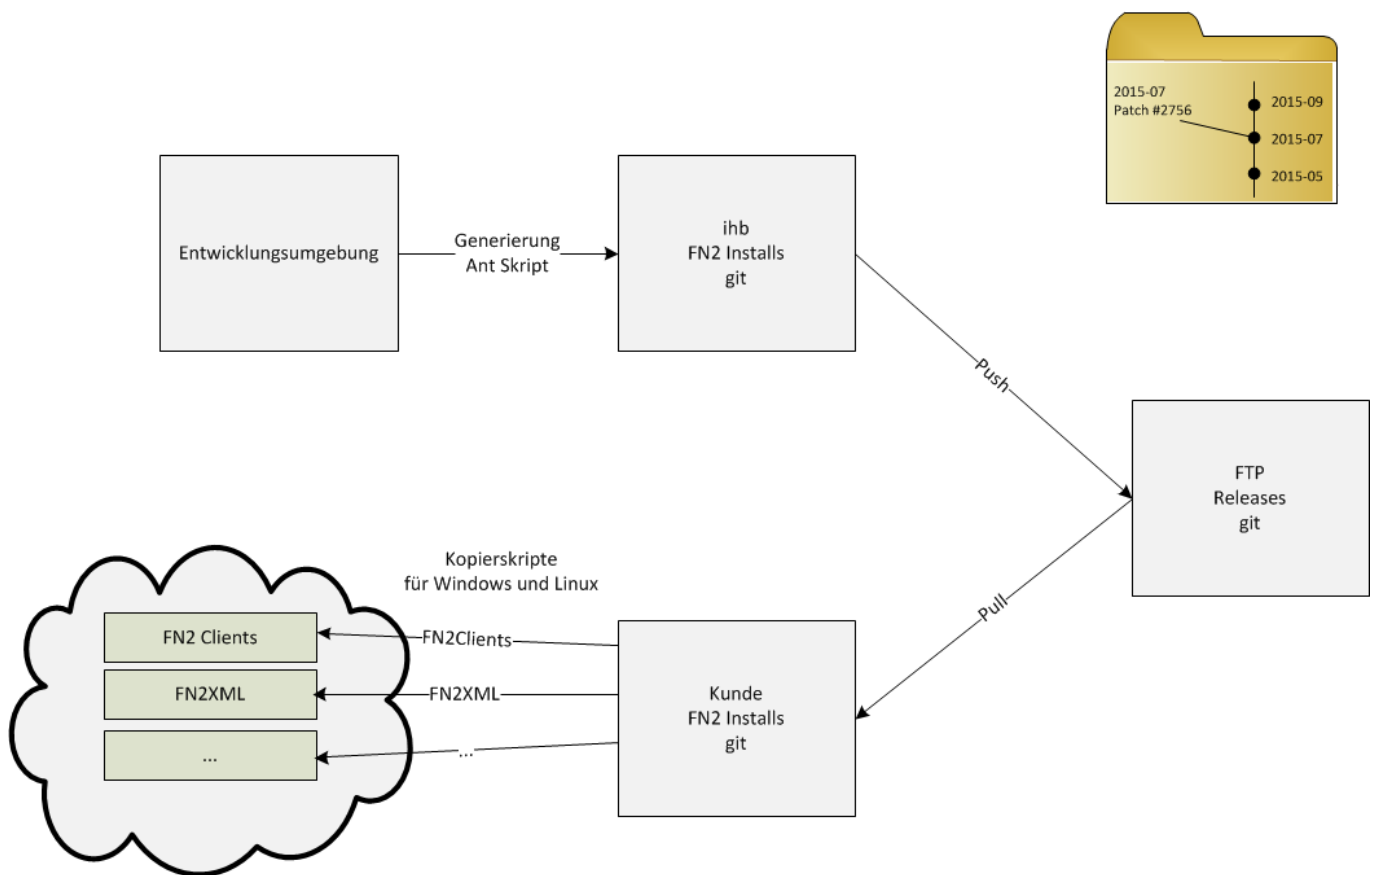 2015-07
Patch #2756
2015-09
2015-07
2015-05
Entwicklungsumgebung
Generierung
Ant Skript
ihb
FN2 Installs
git
Push
FTP
Releases
git
Pull
Kopierskripte
für Windows und Linux
FN2 Clients
FN2Clients
FN2XML
FN2XML
...
...
Kunde
FN2 Installs
git